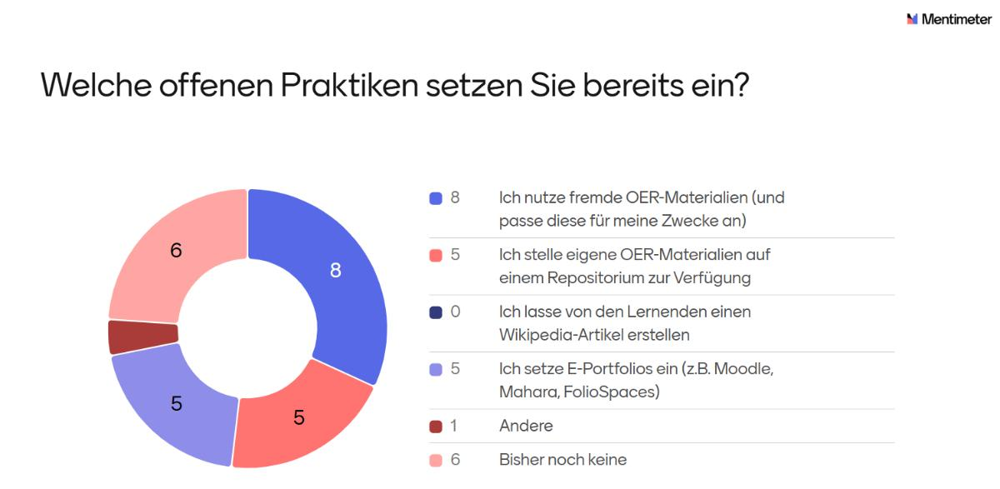 Mentimeter
Welche offenen Praktiken setzen Sie bereits ein?
6
8
5
5
8 Ich nutze fremde OER-Materialien (und
passe diese für meine Zwecke an)
5 Ich stelle eigene OER-Materialien auf
einem Repositorium zur Verfügung
0 Ich lasse von den Lernenden einen
Wikipedia-Artikel erstellen
5 Ich setze E-Portfolios ein (z.B. Moodle,
Mahara, FolioSpaces)
1 Andere
6 Bisher noch keine